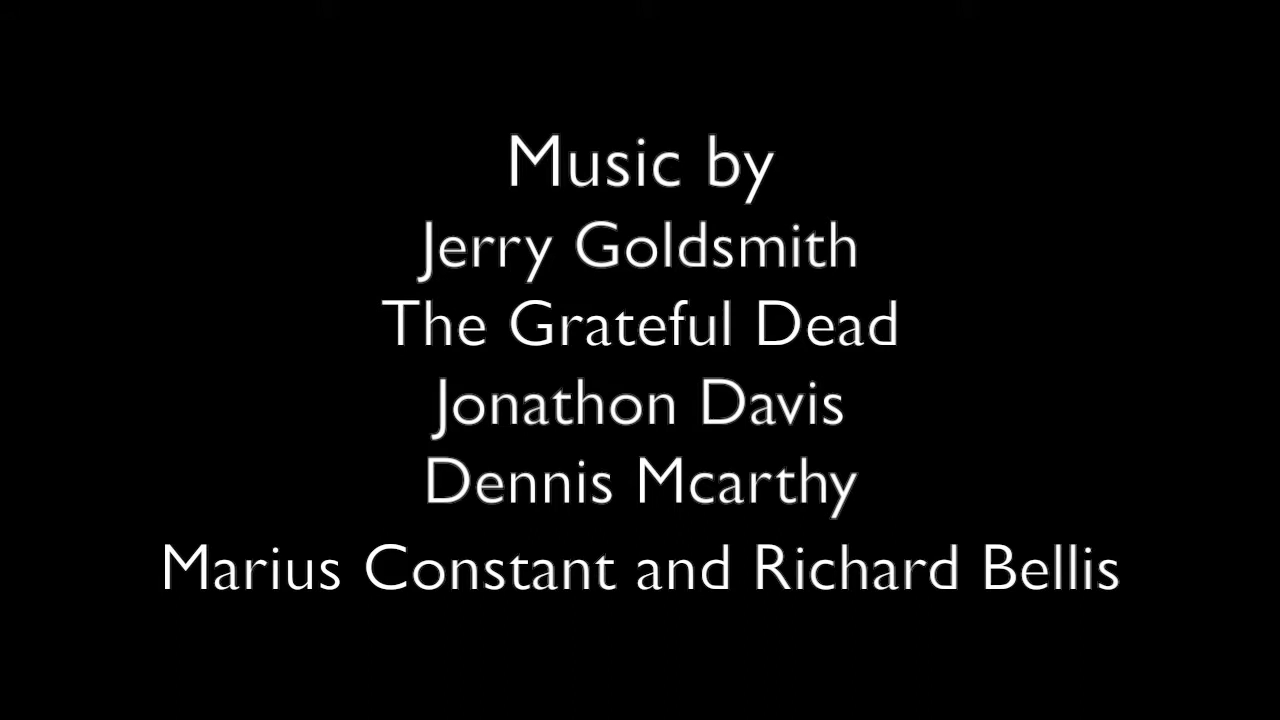 Music by
Jerry Goldsmith
The Grateful Dead
Jonathon Davis
Dennis Mcarthy
Marius Constant and Richard Bellis